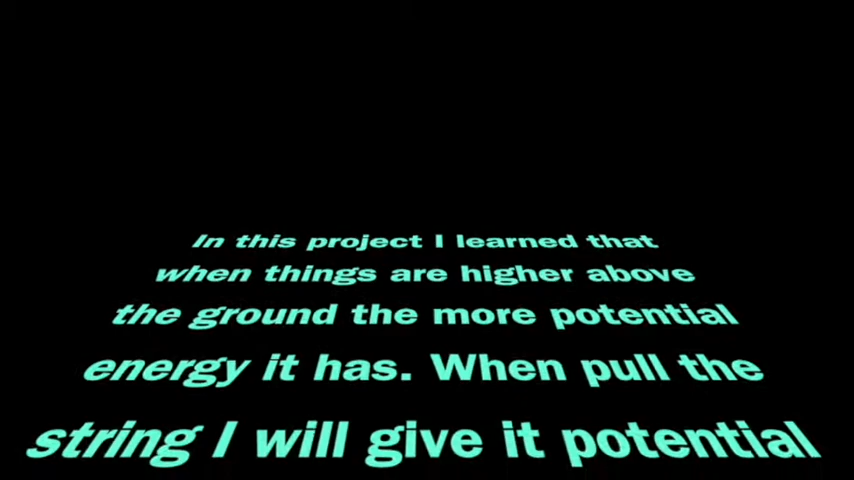 In this project I learned that
when things are higher above
the ground the more potential
energy it has. When pull the
string I will give it potential